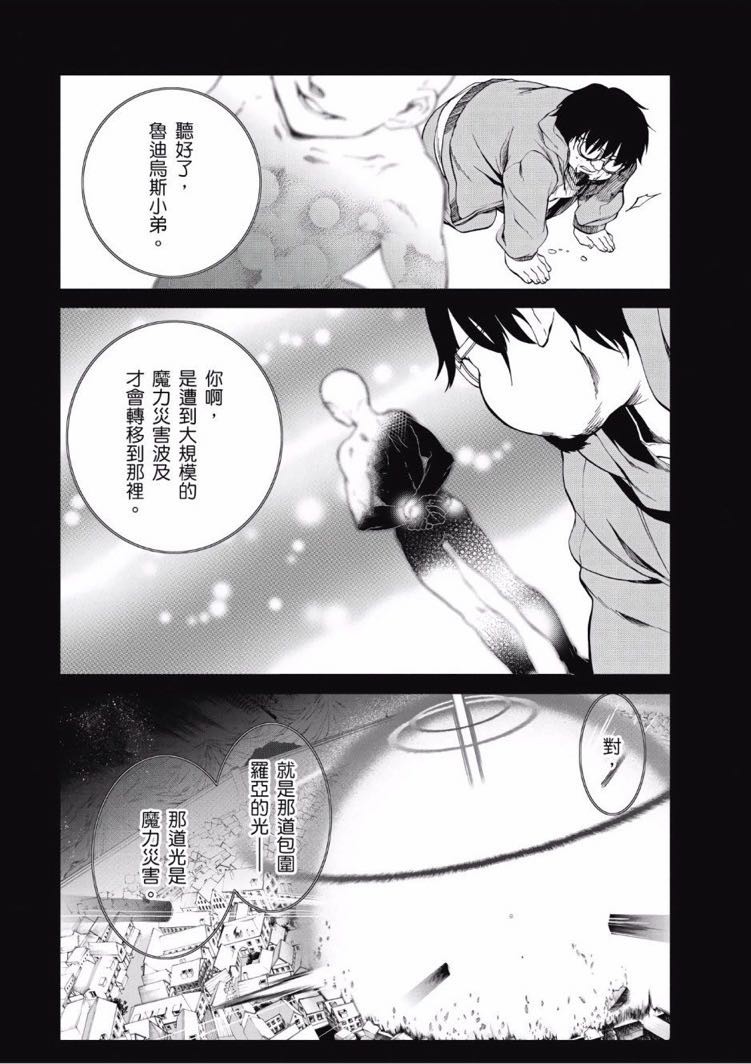 聽好了，
魯迪烏斯小弟。
你啊，
是遭到大規模的
魔力災害波及
才會轉移到那裡。
對，
就是那道包圍
羅亞的光──
那道光是
魔力災害。